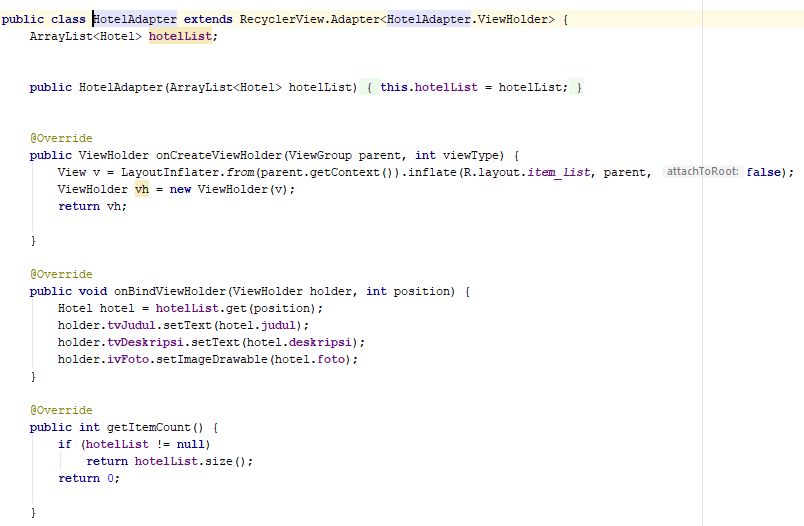 public class HotelAdapter extends RecyclerView.Adapter<HotelAdapter.ViewHolder> {
ArrayList<Hotel> hotelList;
public HotelAdapter(ArrayList<Hotel> hotelList) { this.hotelList = hotelList; }
@Override
public ViewHolder onCreateViewHolder(ViewGroup parent, int viewType) {
View v = LayoutInflater.from(parent.getContext()).inflate(R.layout.item_list, parent, attachToRoot: false);
ViewHolder vh = new ViewHolder(v);
return vh;
}
@Override
public void onBindViewHolder(ViewHolder holder, int position) {
Hotel hotel = hotelList.get(position);
holder.tvJudul.setText(hotel.judul);
holder.tvDeskripsi.setText(hotel.deskripsi);
holder.ivFoto.setImageDrawable(hotel.foto);
}
@Override
public int getItemCount() {
if (hotelList != null)
return hotelList.size();
return 0;
}